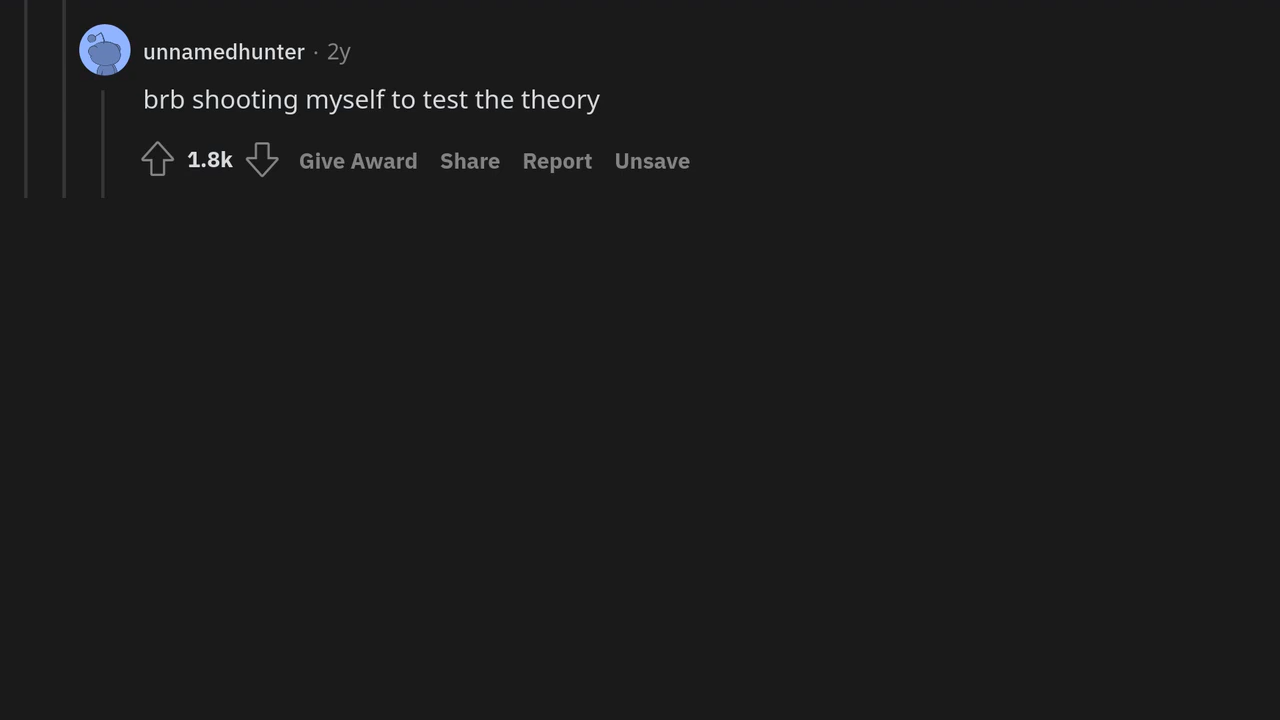 unnamedhunter · 2y
brb shooting myself to test the theory
1.8k Give Award Share Report Unsave